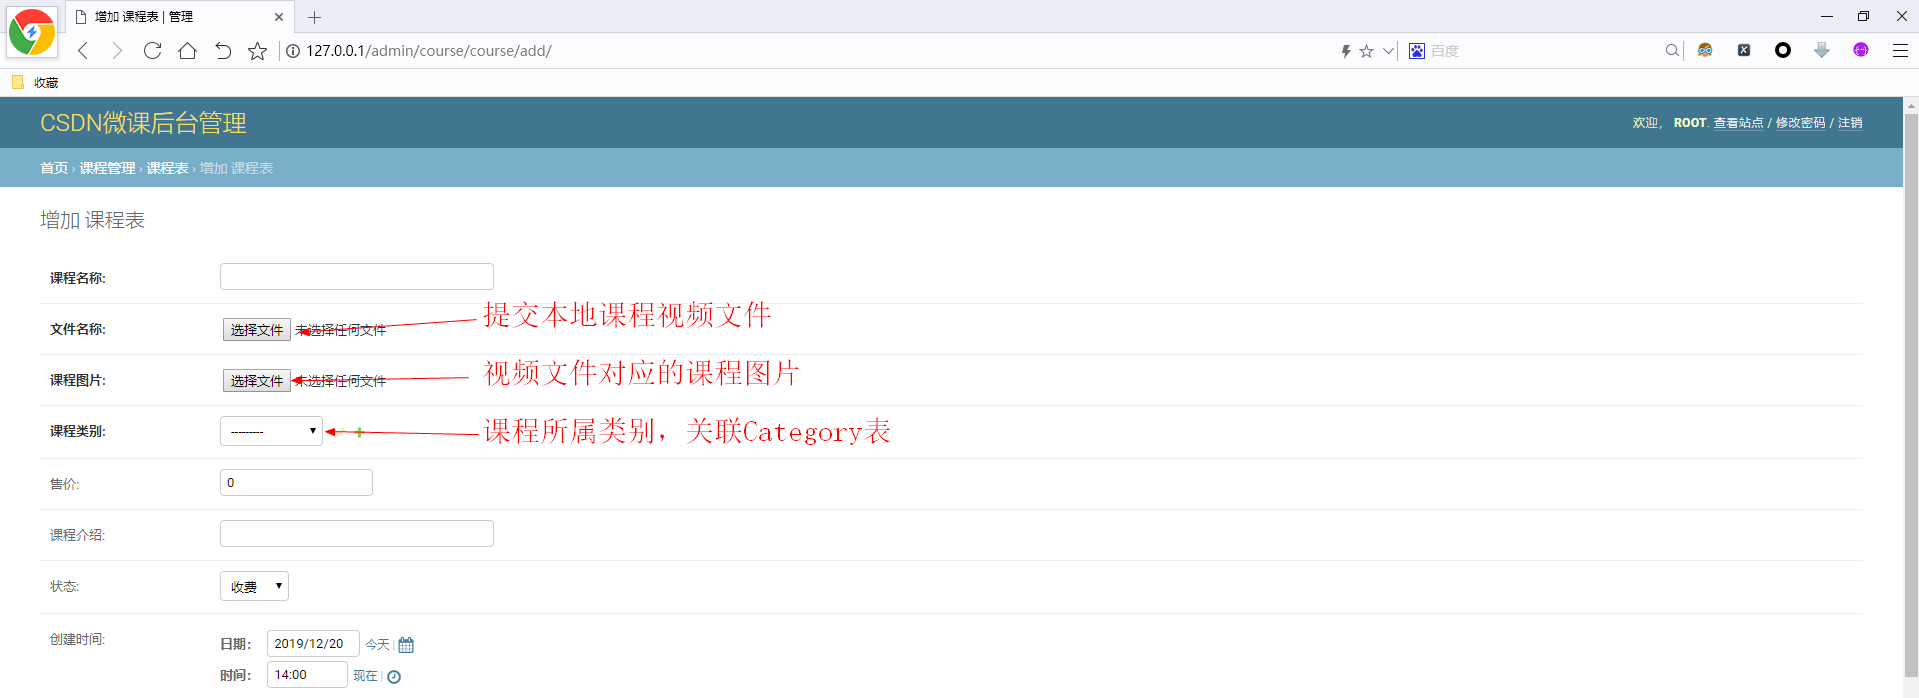 增加 课程表 | 管理
127.0.0.1/admin/course/course/add/
百度
收藏
CSDN微课后台管理
欢迎， ROOT. 查看站点 / 修改密码 / 注销
首页 › 课程管理 › 课程表 › 增加 课程表
增加 课程表
课程名称:
提交本地课程视频文件
文件名称: 选择文件 未选择任何文件
视频文件对应的课程图片
课程图片: 选择文件 未选择任何文件
课程类别: ---------
课程所属类别，关联Category表
售价: 0
课程介绍:
状态: 收费
创建时间:
日期: 2019/12/20 今天 |
时间: 14:00 现在 |